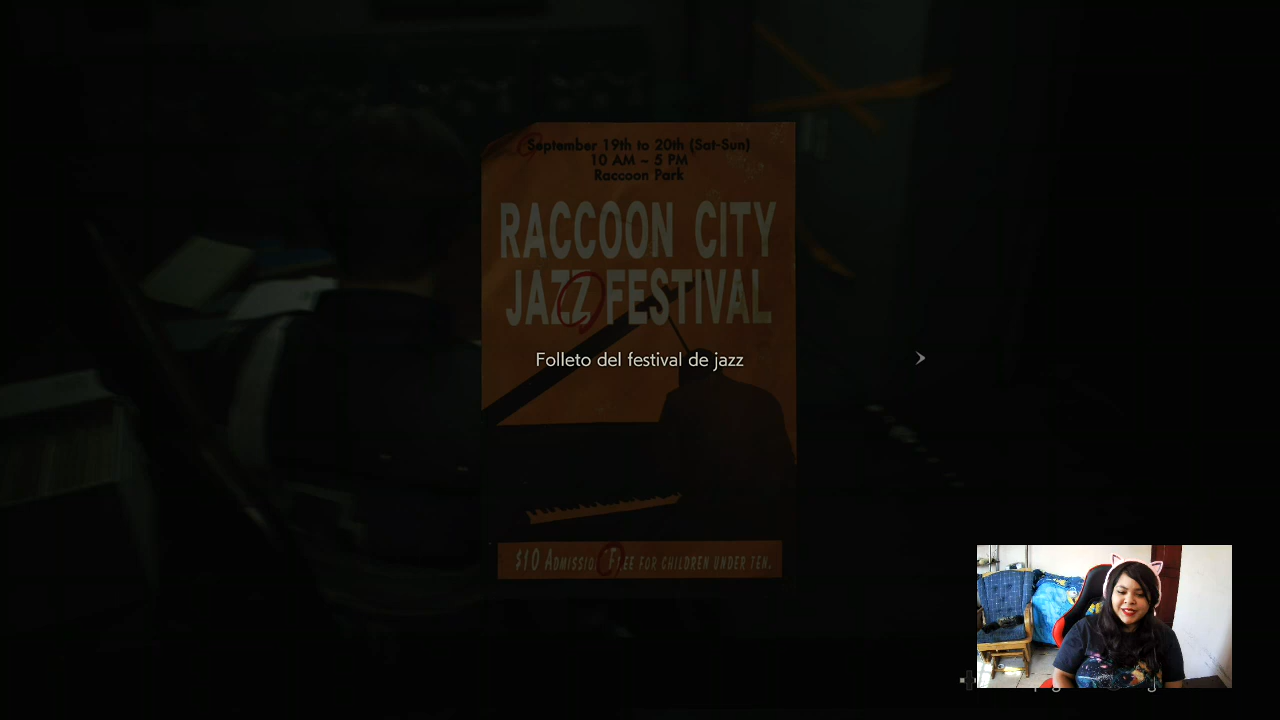 September 19th to 20th (Sat-Sun)
10 AM – 5 PM
Raccoon Park
RACCOON CITY
JAZZ FESTIVAL
Folleto del festival de jazz
$10 ADMISSIO FREE FOR CHILDREN UNDER TEN.